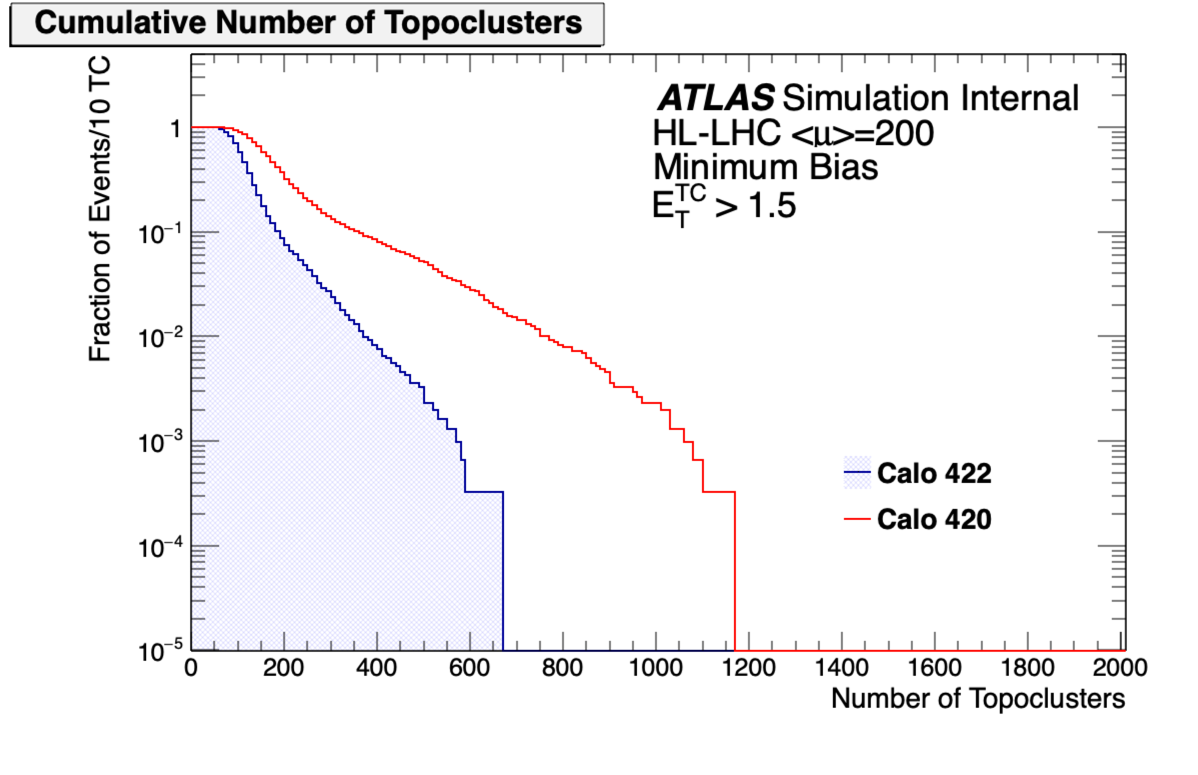 Cumulative Number of Topoclusters
Fraction of Events/10 TC
ATLAS Simulation Internal
HL-LHC <μ>=200
Minimum Bias
E_T^TC > 1.5
1
10⁻¹
10⁻²
10⁻³
10⁻⁴
10⁻⁵
Calo 422
Calo 420
0 200 400 600 800 1000 1200 1400 1600 1800 2000
Number of Topoclusters